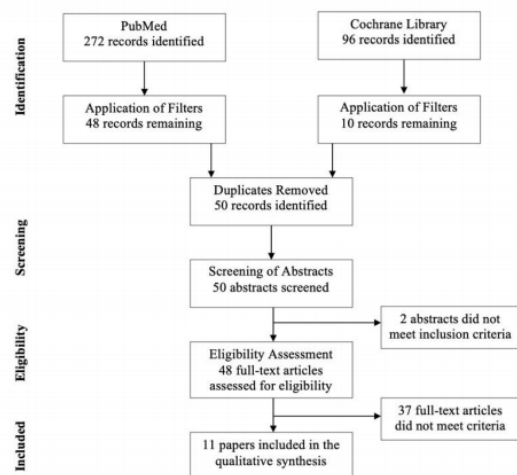 PubMed
272 records identified
Cochrane Library
96 records identified
Identification
Application of Filters
48 records remaining
Application of Filters
10 records remaining
Duplicates Removed
50 records identified
Screening
Screening of Abstracts
50 abstracts screened
2 abstracts did not
meet inclusion criteria
Eligibility
Eligibility Assessment
48 full-text articles
assessed for eligibility
37 full-text articles
did not meet criteria
Included
11 papers included in the
qualitative synthesis